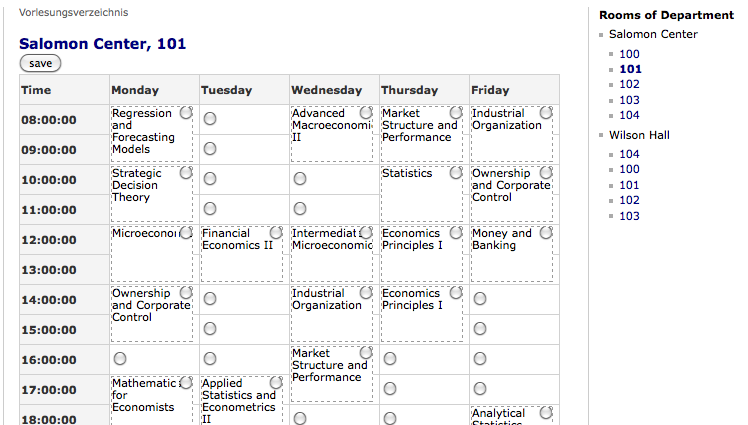 Vorlesungsverzeichnis
Salomon Center, 101
save
Time Monday Tuesday Wednesday Thursday Friday
08:00:00
Regression
and
Forecasting
Models
Advanced
Macroeconomi
II
Market
Structure and
Performance
Industrial
Organization
09:00:00
10:00:00
Strategic
Decision
Theory
Statistics
Ownership
and Corporate
Control
11:00:00
12:00:00
Microeconor
Financial
Economics II
Intermediat
Microeconomic
Economics
Principles I
Money and
Banking
13:00:00
14:00:00
Ownership
and Corporate
Control
Industrial
Organization
Economics
Principles I
15:00:00
16:00:00
Market
Structure and
Performance
17:00:00
Mathematic
for
Economists
Applied
Statistics and
Econometrics
II
18:00:00
Analytical
Statistics
Rooms of Department
Salomon Center
100
101
102
103
104
Wilson Hall
104
100
101
102
103